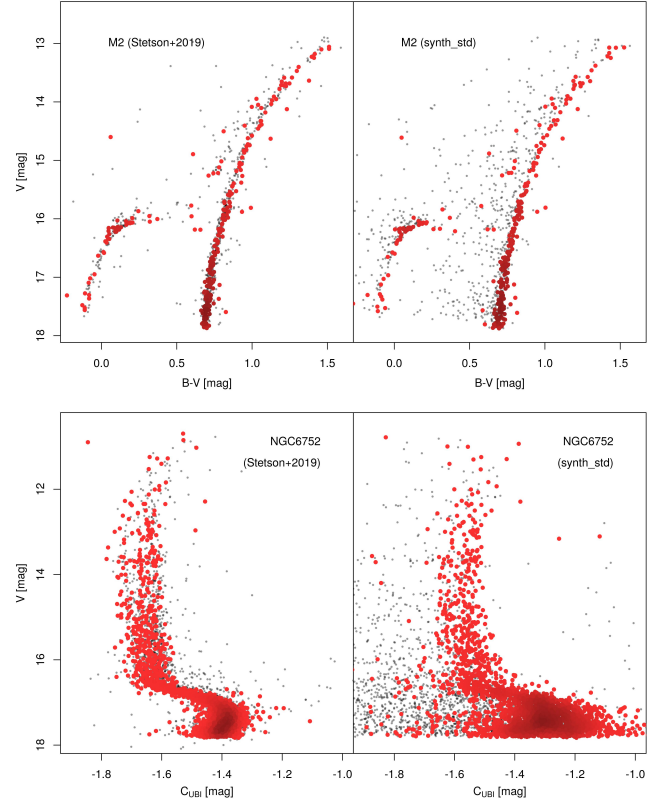 M2 (Stetson+2019)
M2 (synth_std)
13
14
15
16
17
18
V [mag]
0.0 0.5 1.0 1.5
0.0 0.5 1.0 1.5
B-V [mag]
B-V [mag]
NGC6752
(Stetson+2019)
NGC6752
(synth_std)
12
14
16
18
V [mag]
-1.8 -1.6 -1.4 -1.2 -1.0
-1.8 -1.6 -1.4 -1.2 -1.0
CUBI [mag]
CUBI [mag]